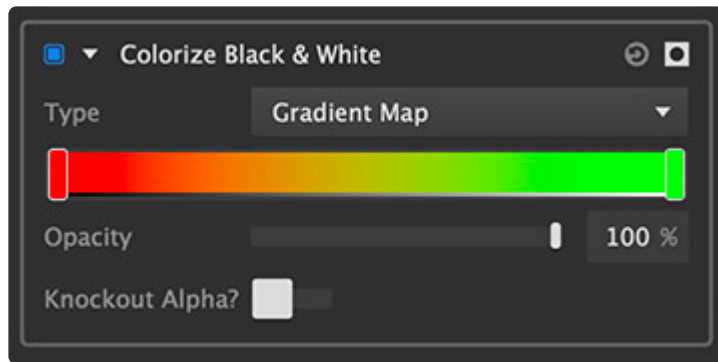 Colorize Black & White
Type Gradient Map
Opacity 100 %
Knockout Alpha?